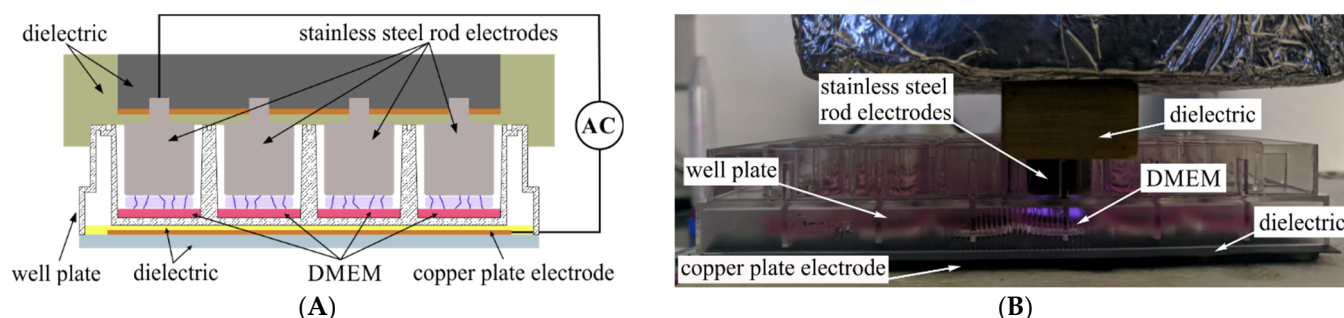 dielectric
stainless steel rod electrodes
AC
well plate
dielectric
DMEM
copper plate electrode
(A)
stainless steel
rod electrodes
dielectric
well plate
DMEM
dielectric
copper plate electrode
(B)